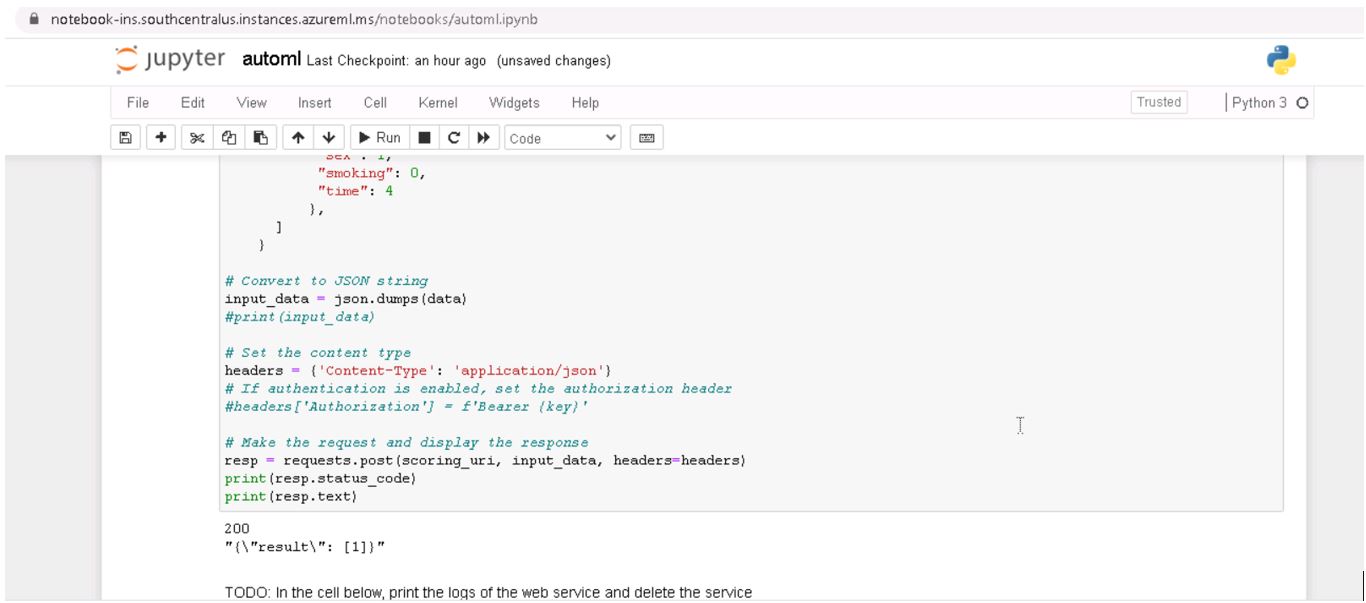 notebook-ins.southcentralus.instances.azureml.ms/notebooks/automl.ipynb
jupyter automl Last Checkpoint: an hour ago (unsaved changes)
File Edit View Insert Cell Kernel Widgets Help Trusted Python 3
Run Code
"sex": 1,
"smoking": 0,
"time": 4
},
]
}
# Convert to JSON string
input_data = json.dumps(data)
#print(input_data)
# Set the content type
headers = {'Content-Type': 'application/json'}
# If authentication is enabled, set the authorization header
#headers['Authorization'] = f'Bearer {key}'
# Make the request and display the response
resp = requests.post(scoring_uri, input_data, headers=headers)
print(resp.status_code)
print(resp.text)
200
"{\"result\": [1]}"
TODO: In the cell below, print the logs of the web service and delete the service